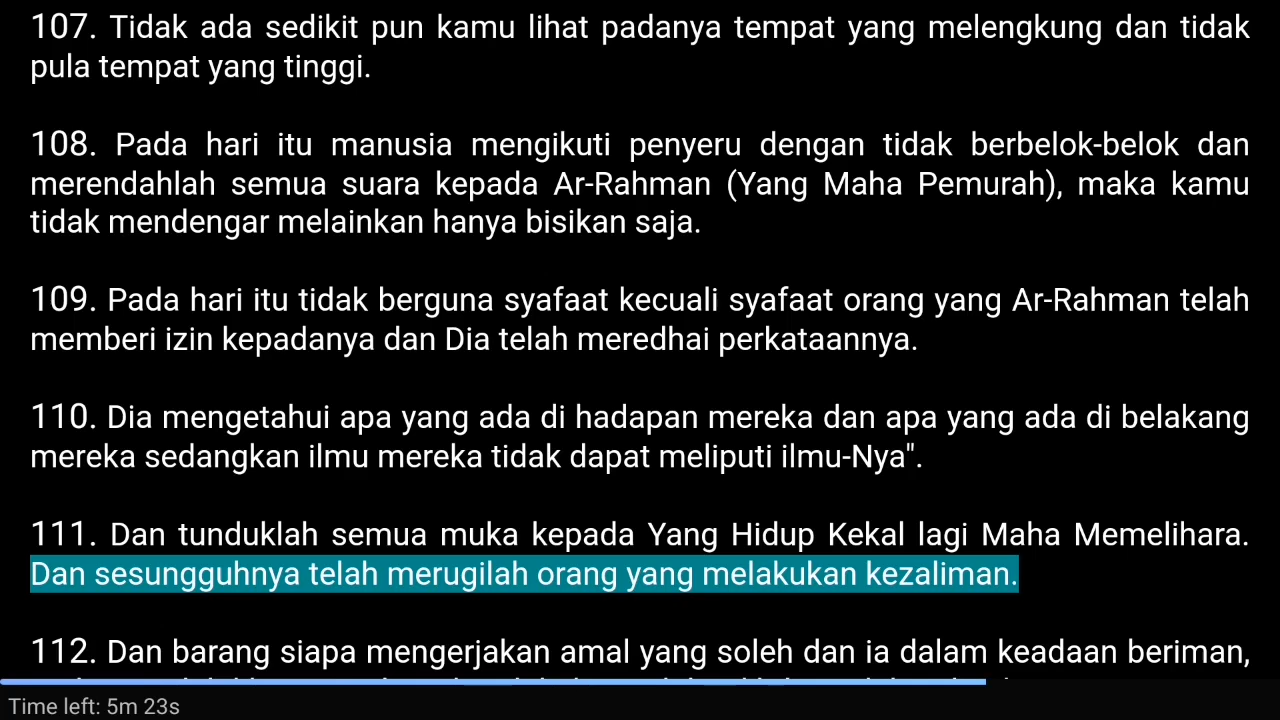 107. Tidak ada sedikit pun kamu lihat padanya tempat yang melengkung dan tidak
pula tempat yang tinggi.
108. Pada hari itu manusia mengikuti penyeru dengan tidak berbelok-belok dan
merendahlah semua suara kepada Ar-Rahman (Yang Maha Pemurah), maka kamu
tidak mendengar melainkan hanya bisikan saja.
109. Pada hari itu tidak berguna syafaat kecuali syafaat orang yang Ar-Rahman telah
memberi izin kepadanya dan Dia telah meredhai perkataannya.
110. Dia mengetahui apa yang ada di hadapan mereka dan apa yang ada di belakang
mereka sedangkan ilmu mereka tidak dapat meliputi ilmu-Nya".
111. Dan tunduklah semua muka kepada Yang Hidup Kekal lagi Maha Memelihara.
Dan sesungguhnya telah merugilah orang yang melakukan kezaliman.
112. Dan barang siapa mengerjakan amal yang soleh dan ia dalam keadaan beriman,
Time left: 5m 23s